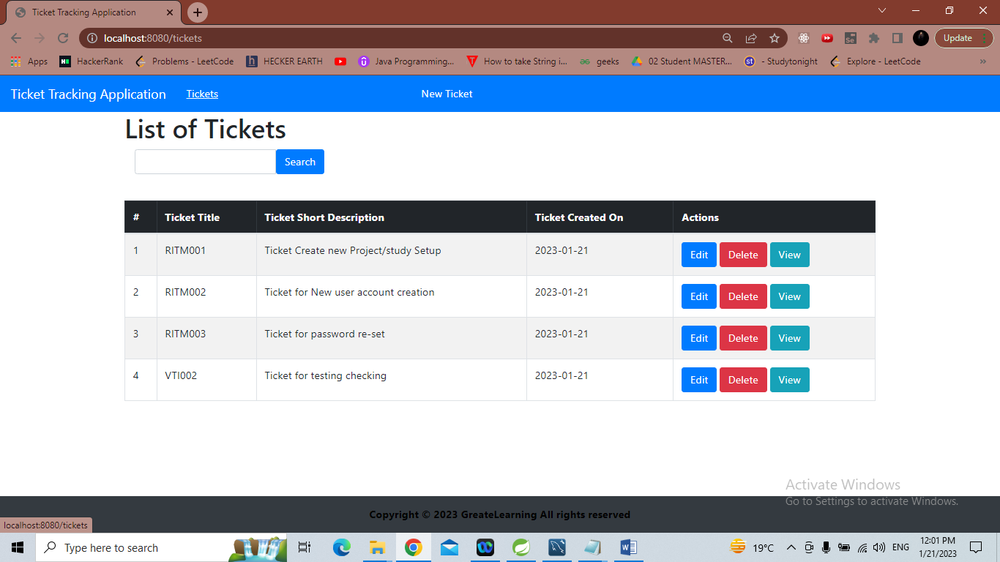 Ticket Tracking Application
localhost:8080/tickets
Update
Apps HackerRank Problems - LeetCode HECKER EARTH Java Programming... How to take String i... geeks 02 Student MASTER... - Studytonight Explore - LeetCode »
Ticket Tracking Application Tickets New Ticket
List of Tickets
Search
# Ticket Title Ticket Short Description Ticket Created On Actions
1 RITM001 Ticket Create new Project/study Setup 2023-01-21 Edit Delete View
2 RITM002 Ticket for New user account creation 2023-01-21 Edit Delete View
3 RITM003 Ticket for password re-set 2023-01-21 Edit Delete View
4 VTI002 Ticket for testing checking 2023-01-21 Edit Delete View
Activate Windows
Go to Settings to activate Windows.
Copyright © 2023 GreateLearning All rights reserved
localhost:8080/tickets
Type here to search
19°C ENG 12:01 PM
1/21/2023